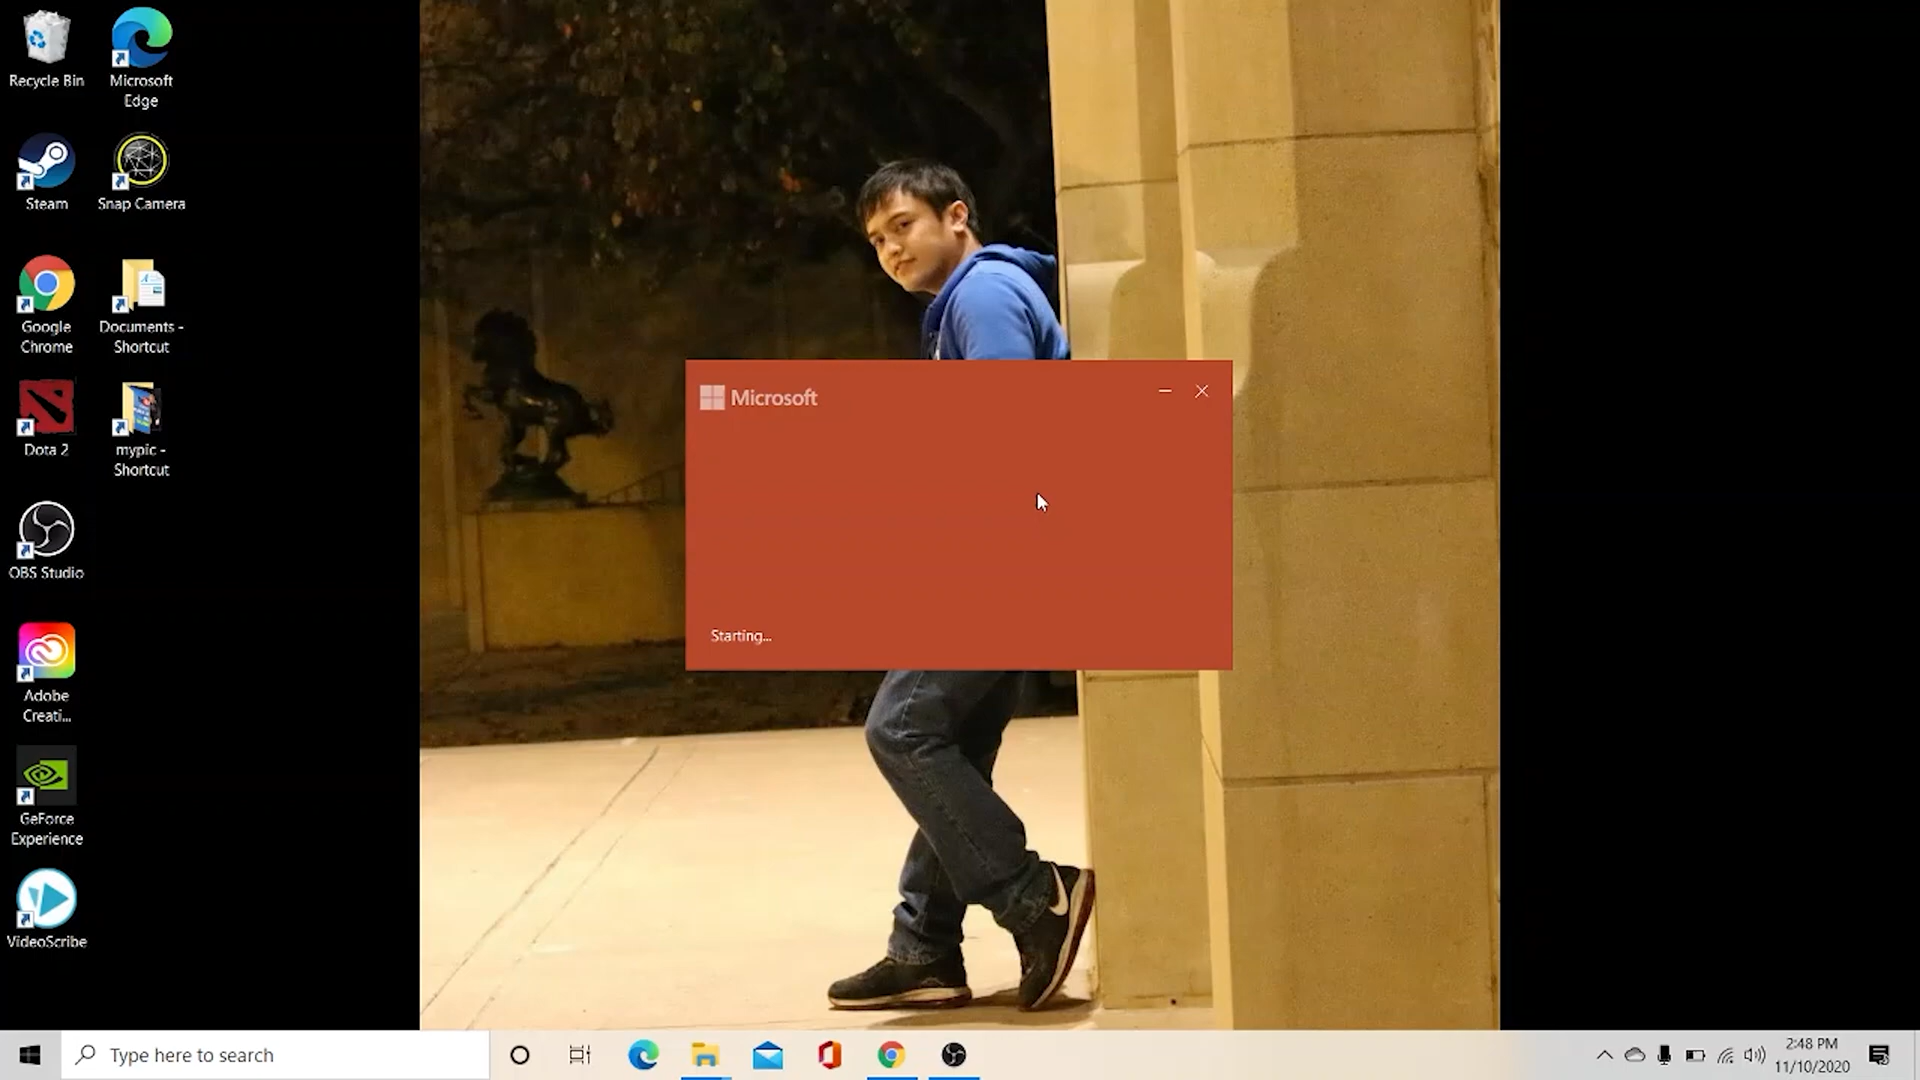 Recycle Bin
Microsoft
Edge
Steam
Snap Camera
Google
Chrome
Documents -
Shortcut
Dota 2
mypic -
Shortcut
OBS Studio
Adobe
Creati...
GeForce
Experience
VideoScribe
Microsoft
Starting...
Type here to search
2:48 PM
11/10/2020